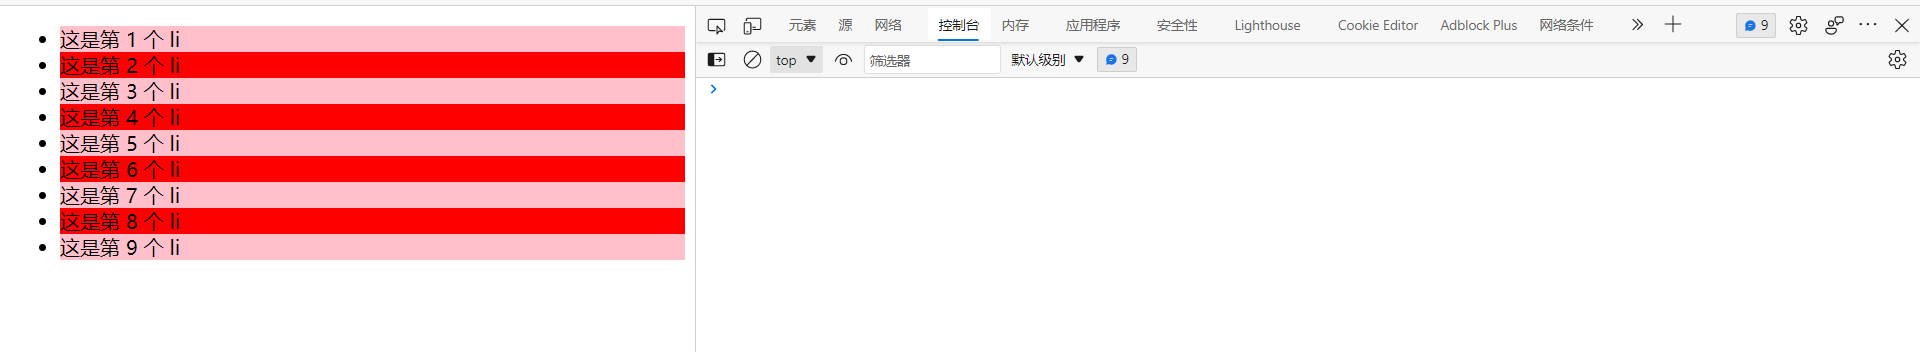 这是第 1 个 li
这是第 2 个 li
这是第 3 个 li
这是第 4 个 li
这是第 5 个 li
这是第 6 个 li
这是第 7 个 li
这是第 8 个 li
这是第 9 个 li
元素 源 网络 控制台 内存 应用程序 安全性 Lighthouse Cookie Editor Adblock Plus 网络条件 9
top 筛选器 默认级别 9